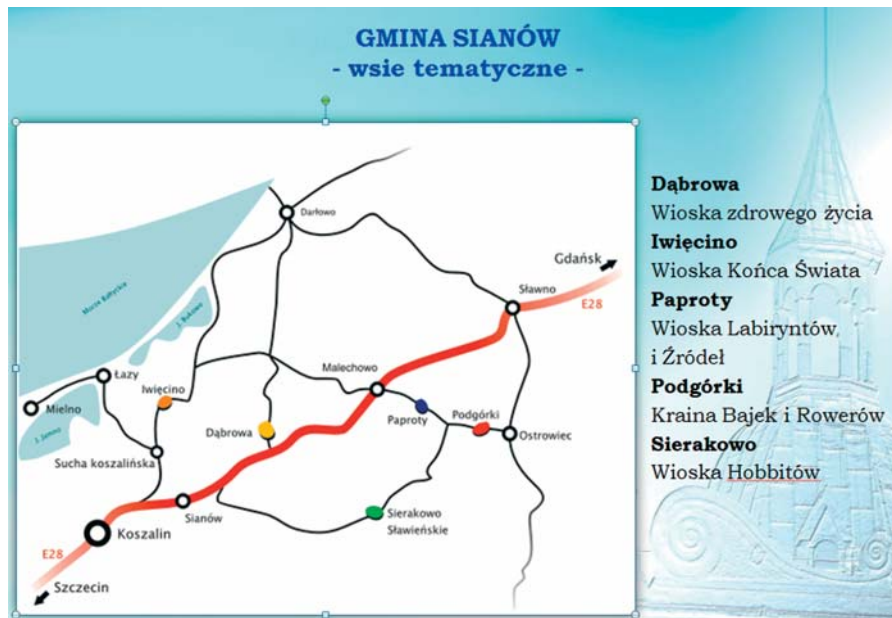 GMINA SIANÓW
- wsie tematyczne -
Darłowo
Gdańsk
Sławno
E28
Morze Bałtyckie
J. Bukowo
Malechowo
Łazy
Iwięcino
Mielno
Paproty
Podgórki
J. Jamno
Dąbrowa
Ostrowiec
Sucha koszalińska
Sierakowo
Sławieńskie
Sianów
Koszalin
E28
Szczecin
Dąbrowa
Wioska zdrowego życia
Iwięcino
Wioska Końca Świata
Paproty
Wioska Labiryntów
i Źródeł
Podgórki
Kraina Bajek i Rowerów
Sierakowo
Wioska Hobbitów